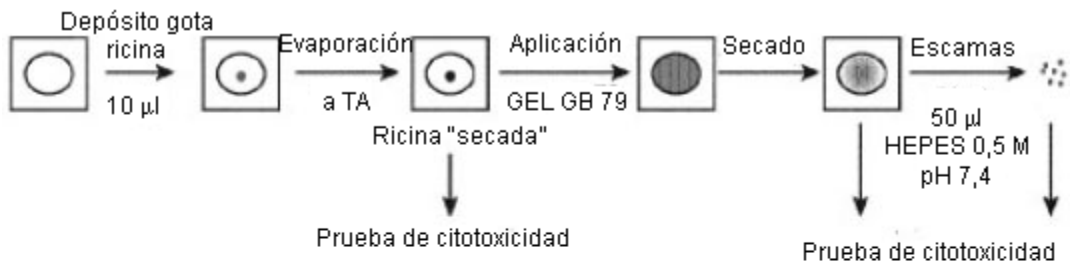 Depósito gota
ricina
10 µl
Evaporación
a TA
Ricina "secada"
Aplicación
GEL GB 79
Secado
Escamas
50 µl
HEPES 0,5 M
pH 7,4
Prueba de citotoxicidad
Prueba de citotoxicidad